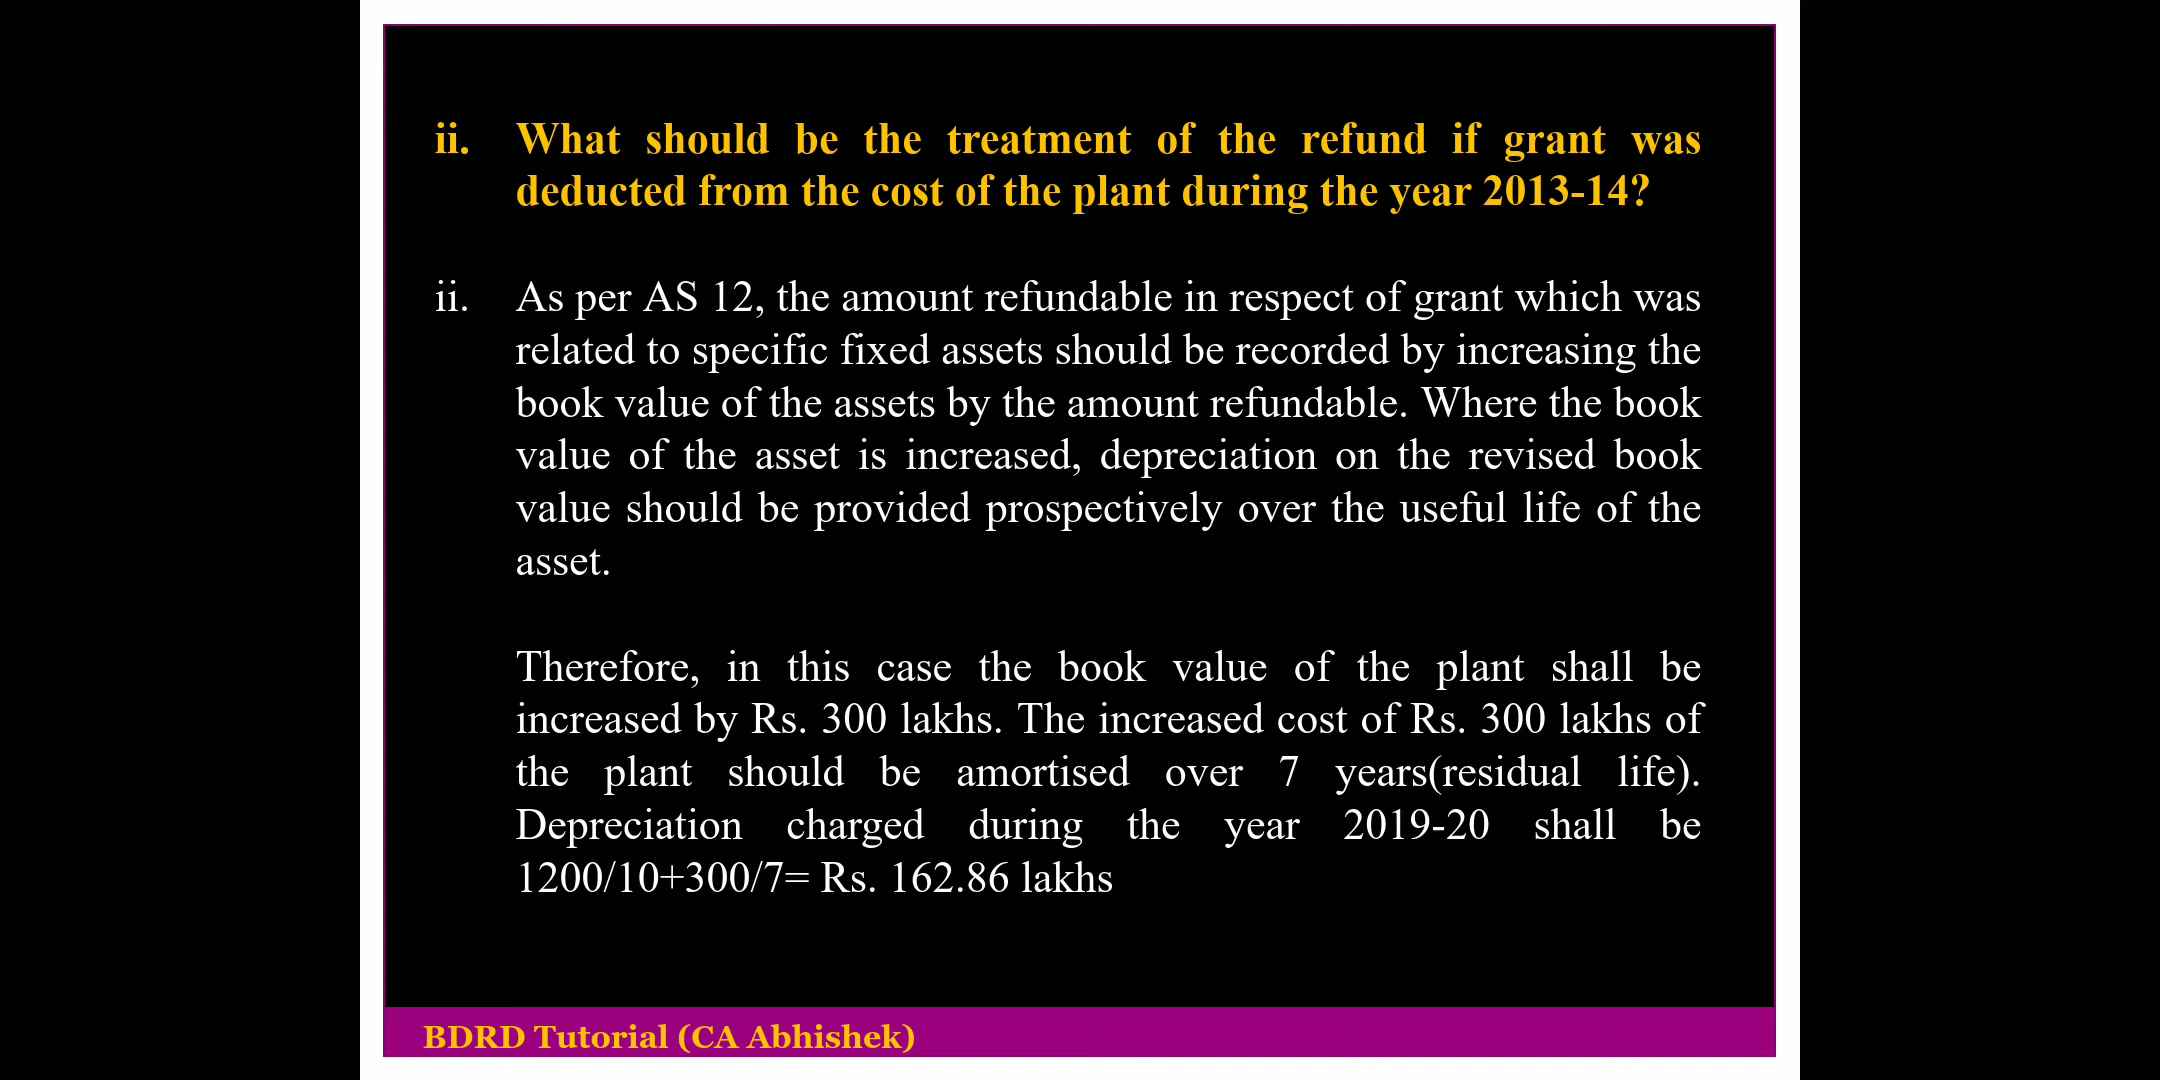 ii. What should be the treatment of the refund if grant was
deducted from the cost of the plant during the year 2013-14?
ii. As per AS 12, the amount refundable in respect of grant which was
related to specific fixed assets should be recorded by increasing the
book value of the assets by the amount refundable. Where the book
value of the asset is increased, depreciation on the revised book
value should be provided prospectively over the useful life of the
asset.
Therefore, in this case the book value of the plant shall be
increased by Rs. 300 lakhs. The increased cost of Rs. 300 lakhs of
the plant should be amortised over 7 years(residual life).
Depreciation charged during the year 2019-20 shall be
1200/10+300/7= Rs. 162.86 lakhs
BDRD Tutorial (CA Abhishek)